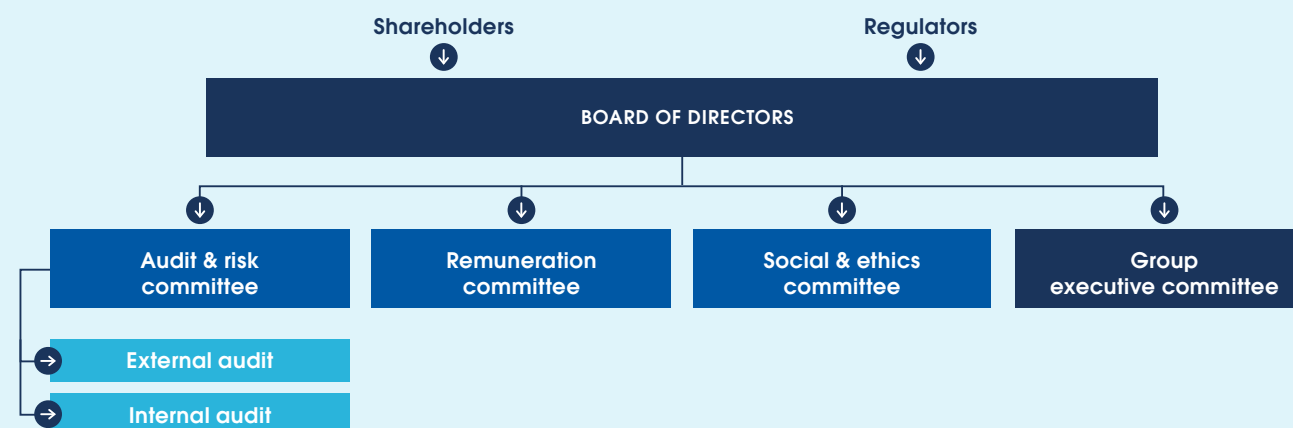 Shareholders
Regulators
BOARD OF DIRECTORS
Audit & risk
committee
Remuneration
committee
Social & ethics
committee
Group
executive committee
External audit
Internal audit